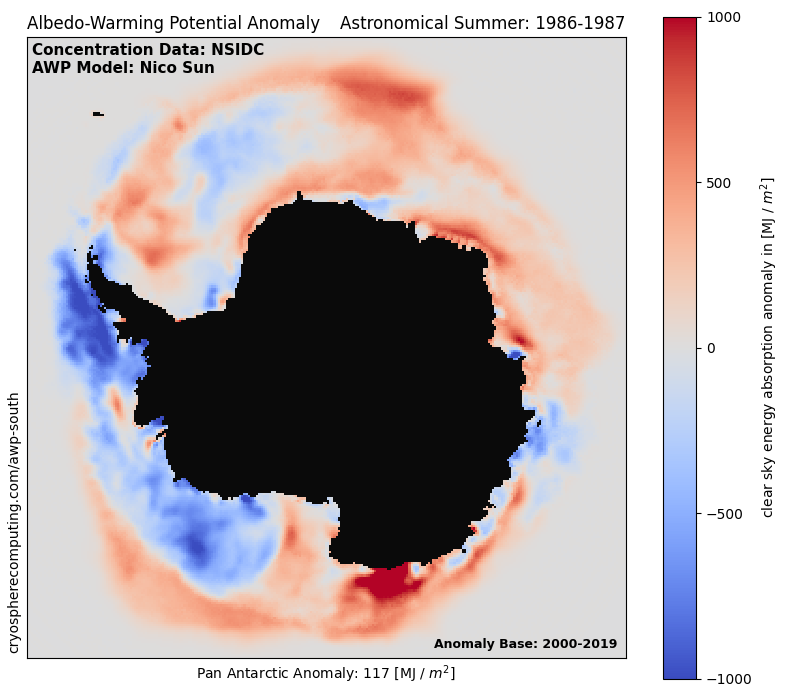 Albedo-Warming Potential Anomaly Astronomical Summer: 1986-1987
Concentration Data: NSIDC
AWP Model: Nico Sun
cryospherecomputing.com/awp-south
Anomaly Base: 2000-2019
Pan Antarctic Anomaly: 117 [MJ / m²]
1000
500
0
−500
−1000
clear sky energy absorption anomaly in [MJ / m²]